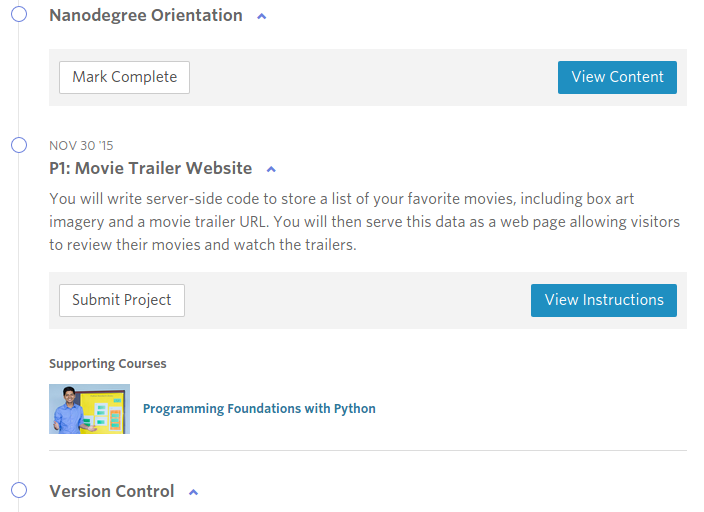 Nanodegree Orientation
Mark Complete
View Content
NOV 30 '15
P1: Movie Trailer Website
You will write server-side code to store a list of your favorite movies, including box art
imagery and a movie trailer URL. You will then serve this data as a web page allowing visitors
to review their movies and watch the trailers.
Submit Project
View Instructions
Supporting Courses
Programming Foundations with Python
Version Control